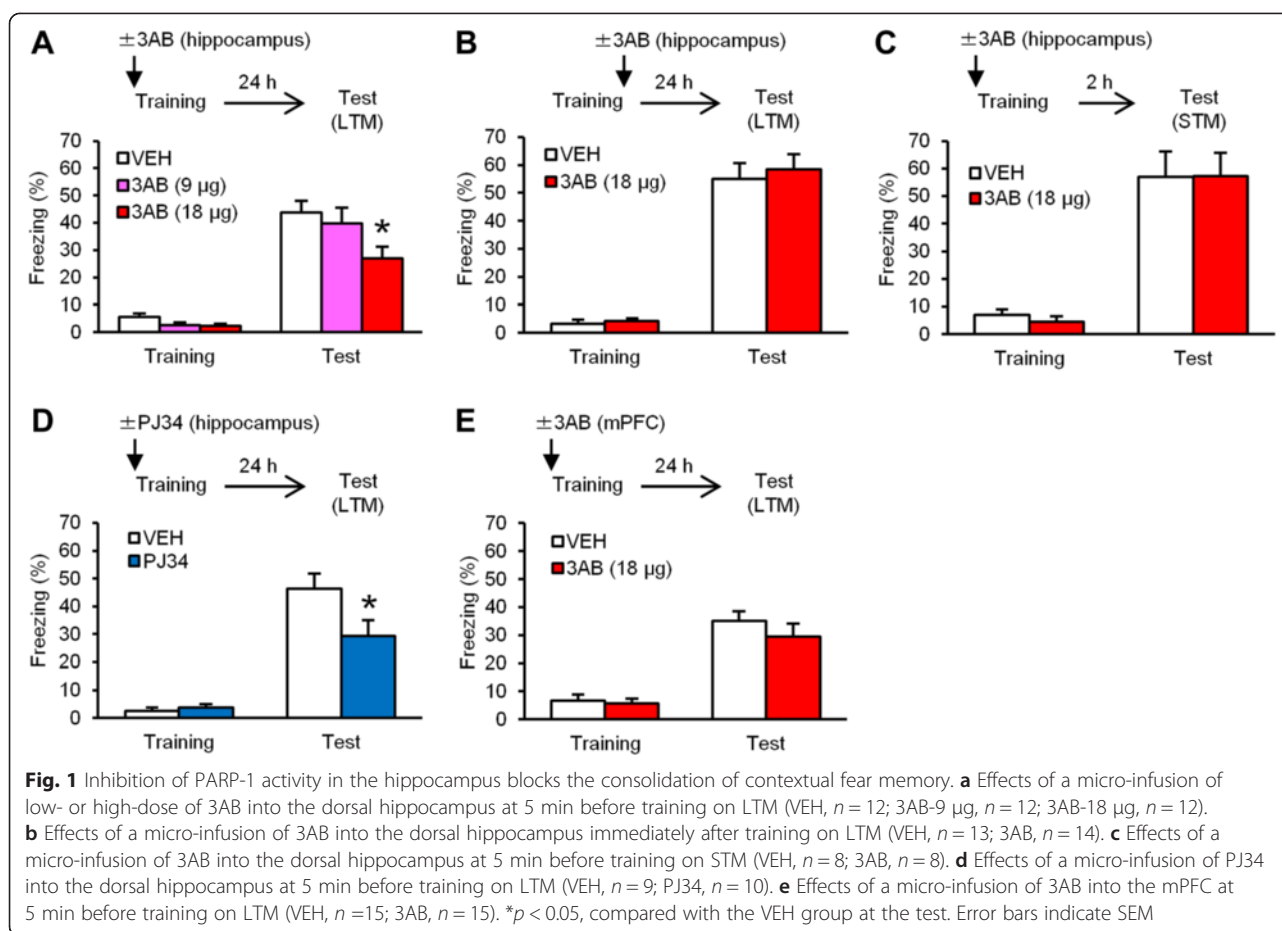 A
±3AB (hippocampus)
Training
24 h
Test
(LTM)
Freezing (%)
70
60
50
40
30
20
10
0
VEH
3AB (9 µg)
3AB (18 µg)
*
Training
Test
B
±3AB (hippocampus)
Training
24 h
Test
(LTM)
Freezing (%)
70
60
50
40
30
20
10
0
VEH
3AB (18 µg)
Training
Test
C
±3AB (hippocampus)
Training
2 h
Test
(STM)
Freezing (%)
70
60
50
40
30
20
10
0
VEH
3AB (18 µg)
Training
Test
D
±PJ34 (hippocampus)
Training
24 h
Test
(LTM)
Freezing (%)
70
60
50
40
30
20
10
0
VEH
PJ34
*
Training
Test
E
±3AB (mPFC)
Training
24 h
Test
(LTM)
Freezing (%)
70
60
50
40
30
20
10
0
VEH
3AB (18 µg)
Training
Test
Fig. 1 Inhibition of PARP-1 activity in the hippocampus blocks the consolidation of contextual fear memory. a Effects of a micro-infusion of
low- or high-dose of 3AB into the dorsal hippocampus at 5 min before training on LTM (VEH, n = 12; 3AB-9 µg, n = 12; 3AB-18 µg, n = 12).
b Effects of a micro-infusion of 3AB into the dorsal hippocampus immediately after training on LTM (VEH, n = 13; 3AB, n = 14). c Effects of a
micro-infusion of 3AB into the dorsal hippocampus at 5 min before training on STM (VEH, n = 8; 3AB, n = 8). d Effects of a micro-infusion of PJ34
into the dorsal hippocampus at 5 min before training on LTM (VEH, n = 9; PJ34, n = 10). e Effects of a micro-infusion of 3AB into the mPFC at
5 min before training on LTM (VEH, n =15; 3AB, n = 15). *p < 0.05, compared with the VEH group at the test. Error bars indicate SEM